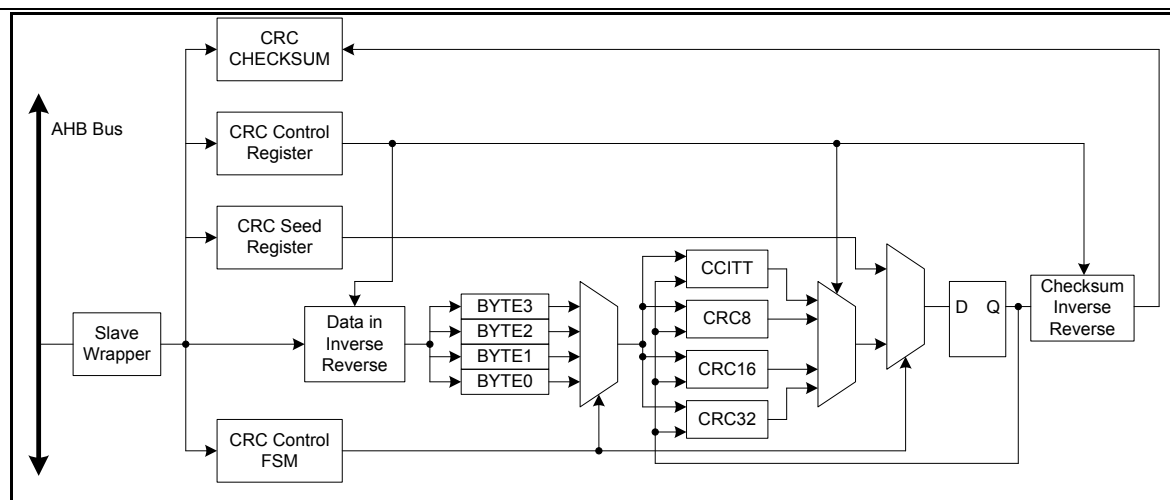 CRC
CHECKSUM
AHB Bus
CRC Control
Register
CRC Seed
Register
CCITT
BYTE3
CRC8
D Q
Checksum
Inverse
Reverse
Slave
Wrapper
Data in
Inverse
Reverse
BYTE2
BYTE1
BYTE0
CRC16
CRC32
CRC Control
FSM